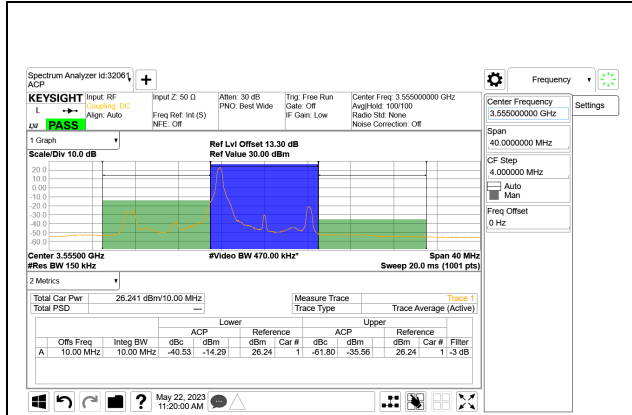 Spectrum Analyzer id:32061
ACP
Frequency
KEYSIGHT Input: RF Input Z: 50 Ω Atten: 30 dB Trig: Free Run Center Freq: 3.555000000 GHz
L Coupling: DC PNO: Best Wide Gate: Off Avg|Hold: 100/100
Align: Auto Freq Ref: Int (S) IF Gain: Low Radio Std: None
LXI PASS NFE: Off Noise Correction: Off
Center Frequency
3.555000000 GHz
Settings
Span
40.0000000 MHz
CF Step
4.000000 MHz
Auto
Man
Freq Offset
0 Hz
1 Graph
Ref Lvl Offset 13.30 dB
Scale/Div 10.0 dB Ref Value 30.00 dBm
20.0
10.0
0.00
-10.0
-20.0
-30.0
-40.0
-50.0
-60.0
Center 3.55500 GHz #Video BW 470.00 kHz* Span 40 MHz
#Res BW 150 kHz Sweep 20.0 ms (1001 pts)
2 Metrics
Total Car Pwr 26.241 dBm/10.00 MHz Measure Trace Trace 1
Total PSD --- Trace Type Trace Average (Active)
Lower Upper
ACP Reference ACP Reference
Offs Freq Integ BW dBc dBm dBm Car # dBc dBm dBm Car # Filter
A 10.00 MHz 10.00 MHz -40.53 -14.29 26.24 1 -61.80 -35.56 26.24 1 -3 dB
May 22, 2023
11:20:00 AM